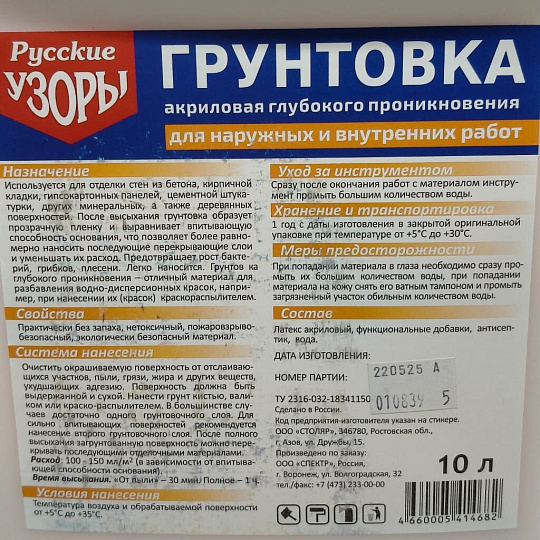 Русские
УЗОРЫ
ГРУНТОВКА
акриловая глубокого проникновения
для наружных и внутренних работ
Назначение
Используется для отделки стен из бетона, кирпичной
кладки, гипсокартонных панелей, цементной штука-
турки, других минеральных, а также деревянных
поверхностей. После высыхания грунтовка образует
прозрачную пленку и выравнивает впитывающую
способность основания, что позволяет более равно-
мерно наносить последующие перекрывающие слои
и уменьшать их расход. Предотвращает рост бакте-
рий, грибков, плесени. Легко наносится. Грунтов ка
глубокого проникновения – отличный материал для
разбавления водно-дисперсионных красок, напри-
мер, при нанесении их (красок) краскораспылителем.
Свойства
Практически без запаха, нетоксичный, пожаровзрыво-
безопасный, экологически безопасный материал.
Система нанесения
Очистить окрашиваемую поверхность от отслаиваю-
щихся участков, пыли, грязи, жира и других веществ,
ухудшающих адгезию. Поверхность должна быть
выдержанной и сухой. Нанести грунт кистью, вали-
ком или краско-распылителем. В большинстве слу-
чаев достаточно одного грунтовочного слоя. Для
сильно впитывающих поверхностей рекомендуется
нанесение второго грунтовочного слоя. После полного
высыхания загрунтованную поверхность можно пере-
крывать последующими отделочными материалами.
Расход: 100 - 150 мл/м² (в зависимости от впитываю-
щей способности основания).
Время высыхания. «От пыли» – 30 мин. Полное – 1 ч.
Условия нанесения
Температура воздуха и обрабатываемой поверхности
от +5°С до +35°С.
Уход за инструментом
Сразу после окончания работ с материалом инстру-
мент промыть большим количеством воды.
Хранение и транспортировка
1 год с даты изготовления в закрытой оригинальной
упаковке при температуре от +5°С до +30°С.
Меры предосторожности
При попадании материала в глаза необходимо сразу про-
мыть их большим количеством воды, при попадании
материала на кожу снять его ватным тампоном и промыть
загрязненный участок обильным количеством воды.
Состав
Латекс акриловый, функциональные добавки, антисеп-
тик, вода.
ДАТА ИЗГОТОВЛЕНИЯ:
НОМЕР ПАРТИИ:
220525 А
010839 5
ТУ 2316-032-18341150
Сделано в России.
Код предприятия-изготовителя указан на стикере.
ООО «СТОЛЯР», 346780, Ростовская обл.,
г. Азов, ул. Дружбы, 15.
Произведено по заказу:
ООО «СПЕКТР», Россия,
г. Воронеж, ул. Волгоградская, 32
тел./факс: +7 (473) 233-00-00
10 л
4 660005 414682